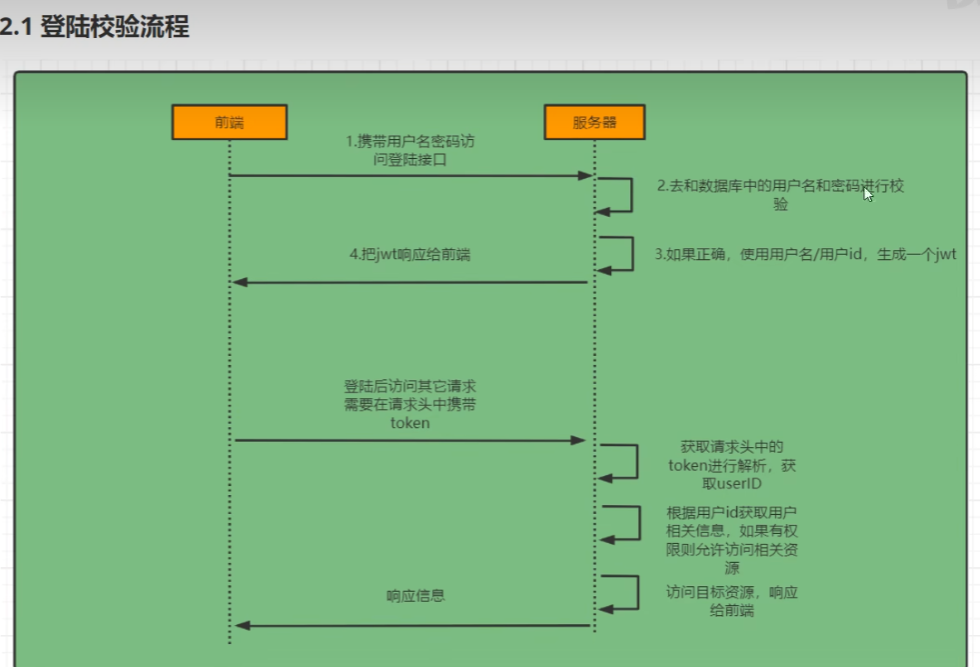 2.1 登陆校验流程
前端
服务器
1.携带用户名密码访
问登陆接口
2.去和数据库中的用户名和密码进行校
验
4.把jwt响应给前端
3.如果正确，使用用户名/用户id，生成一个jwt
登陆后访问其它请求
需要在请求头中携带
token
获取请求头中的
token进行解析，获
取userID
根据用户id获取用户
相关信息，如果有权
限则允许访问相关资
源
响应信息
访问目标资源，响应
给前端